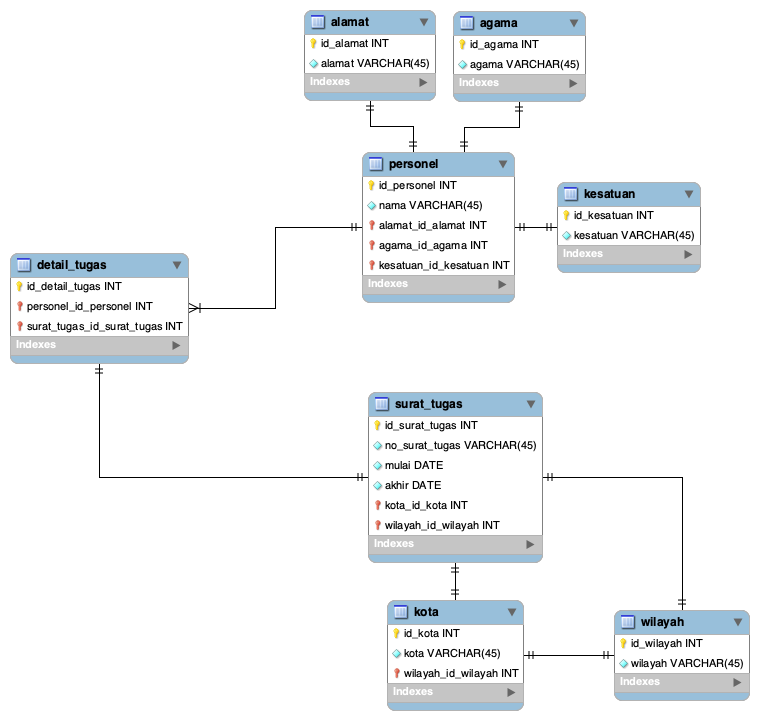 alamat
id_alamat INT
alamat VARCHAR(45)
Indexes
agama
id_agama INT
agama VARCHAR(45)
Indexes
personel
id_personel INT
nama VARCHAR(45)
alamat_id_alamat INT
agama_id_agama INT
kesatuan_id_kesatuan INT
Indexes
kesatuan
id_kesatuan INT
kesatuan VARCHAR(45)
Indexes
detail_tugas
id_detail_tugas INT
personel_id_personel INT
surat_tugas_id_surat_tugas INT
Indexes
surat_tugas
id_surat_tugas INT
no_surat_tugas VARCHAR(45)
mulai DATE
akhir DATE
kota_id_kota INT
wilayah_id_wilayah INT
Indexes
kota
id_kota INT
kota VARCHAR(45)
wilayah_id_wilayah INT
Indexes
wilayah
id_wilayah INT
wilayah VARCHAR(45)
Indexes